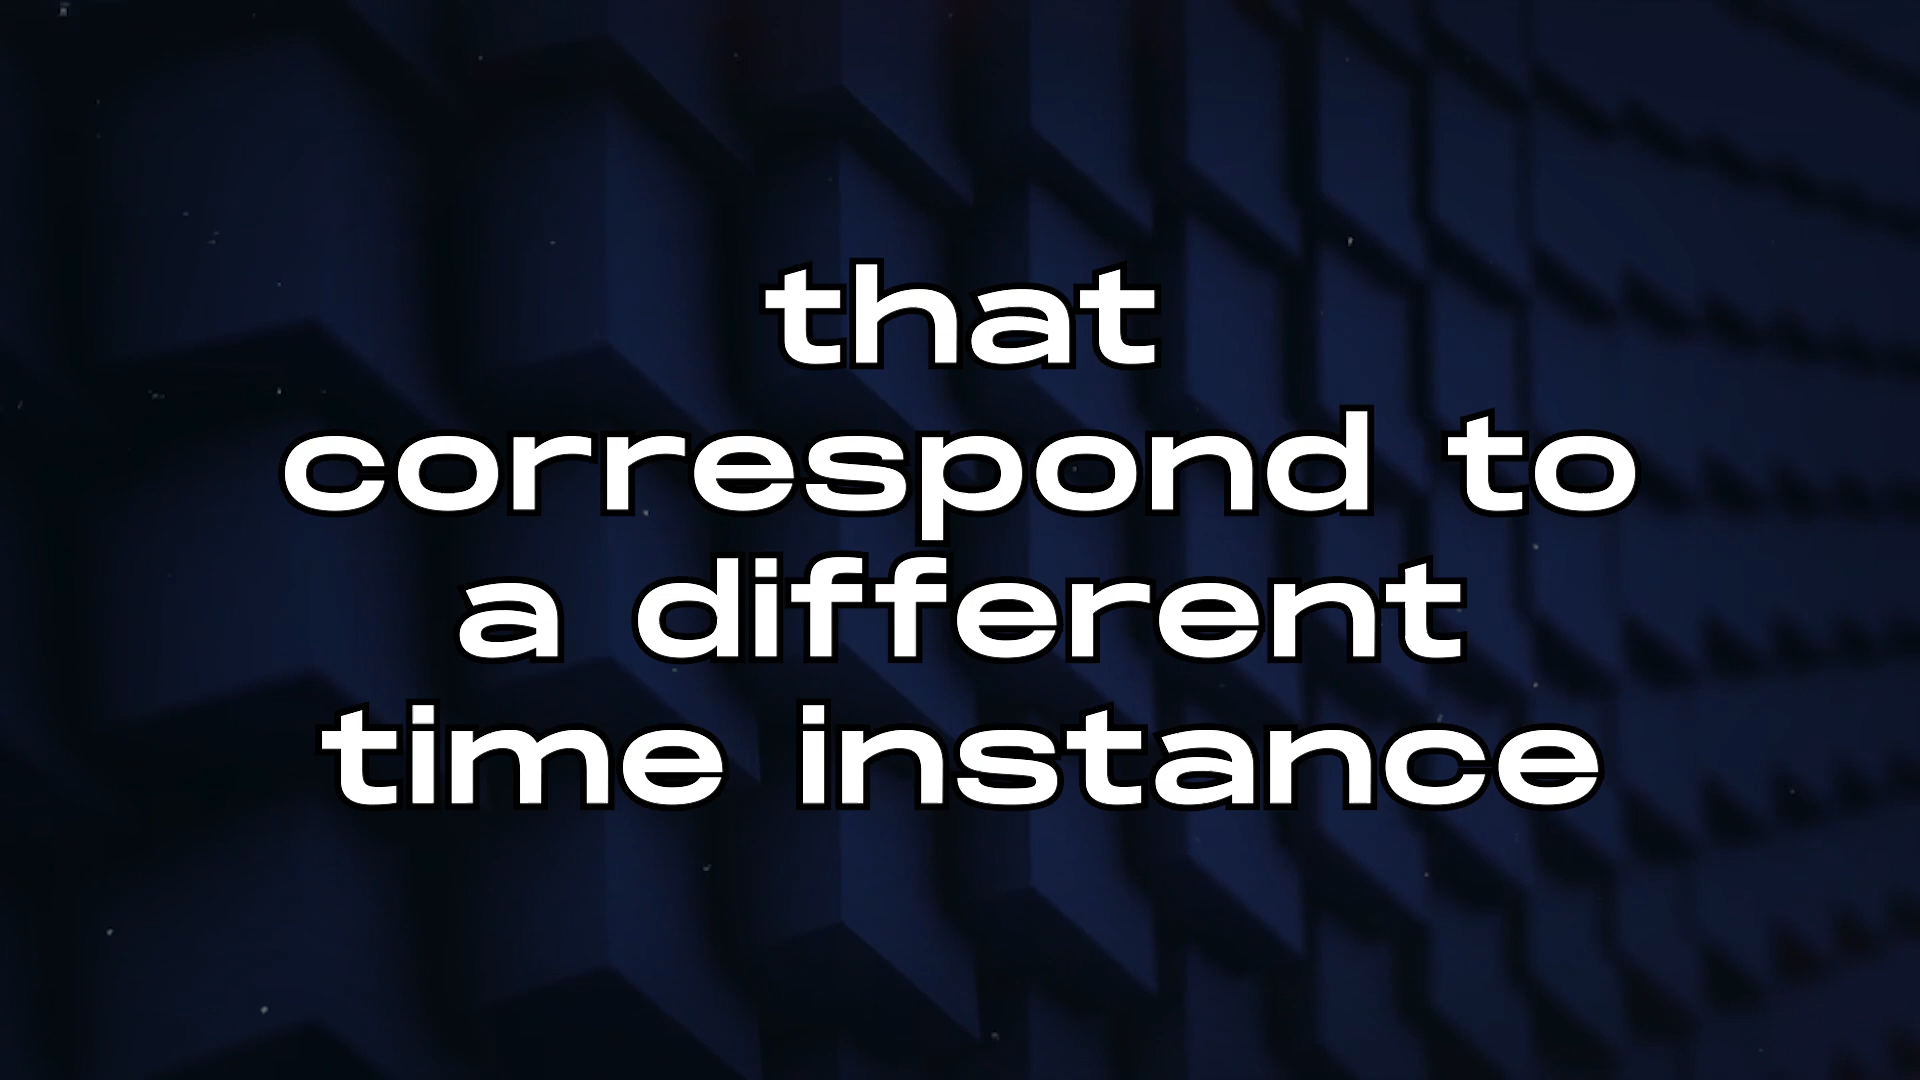 that
correspond to
a different
time instance